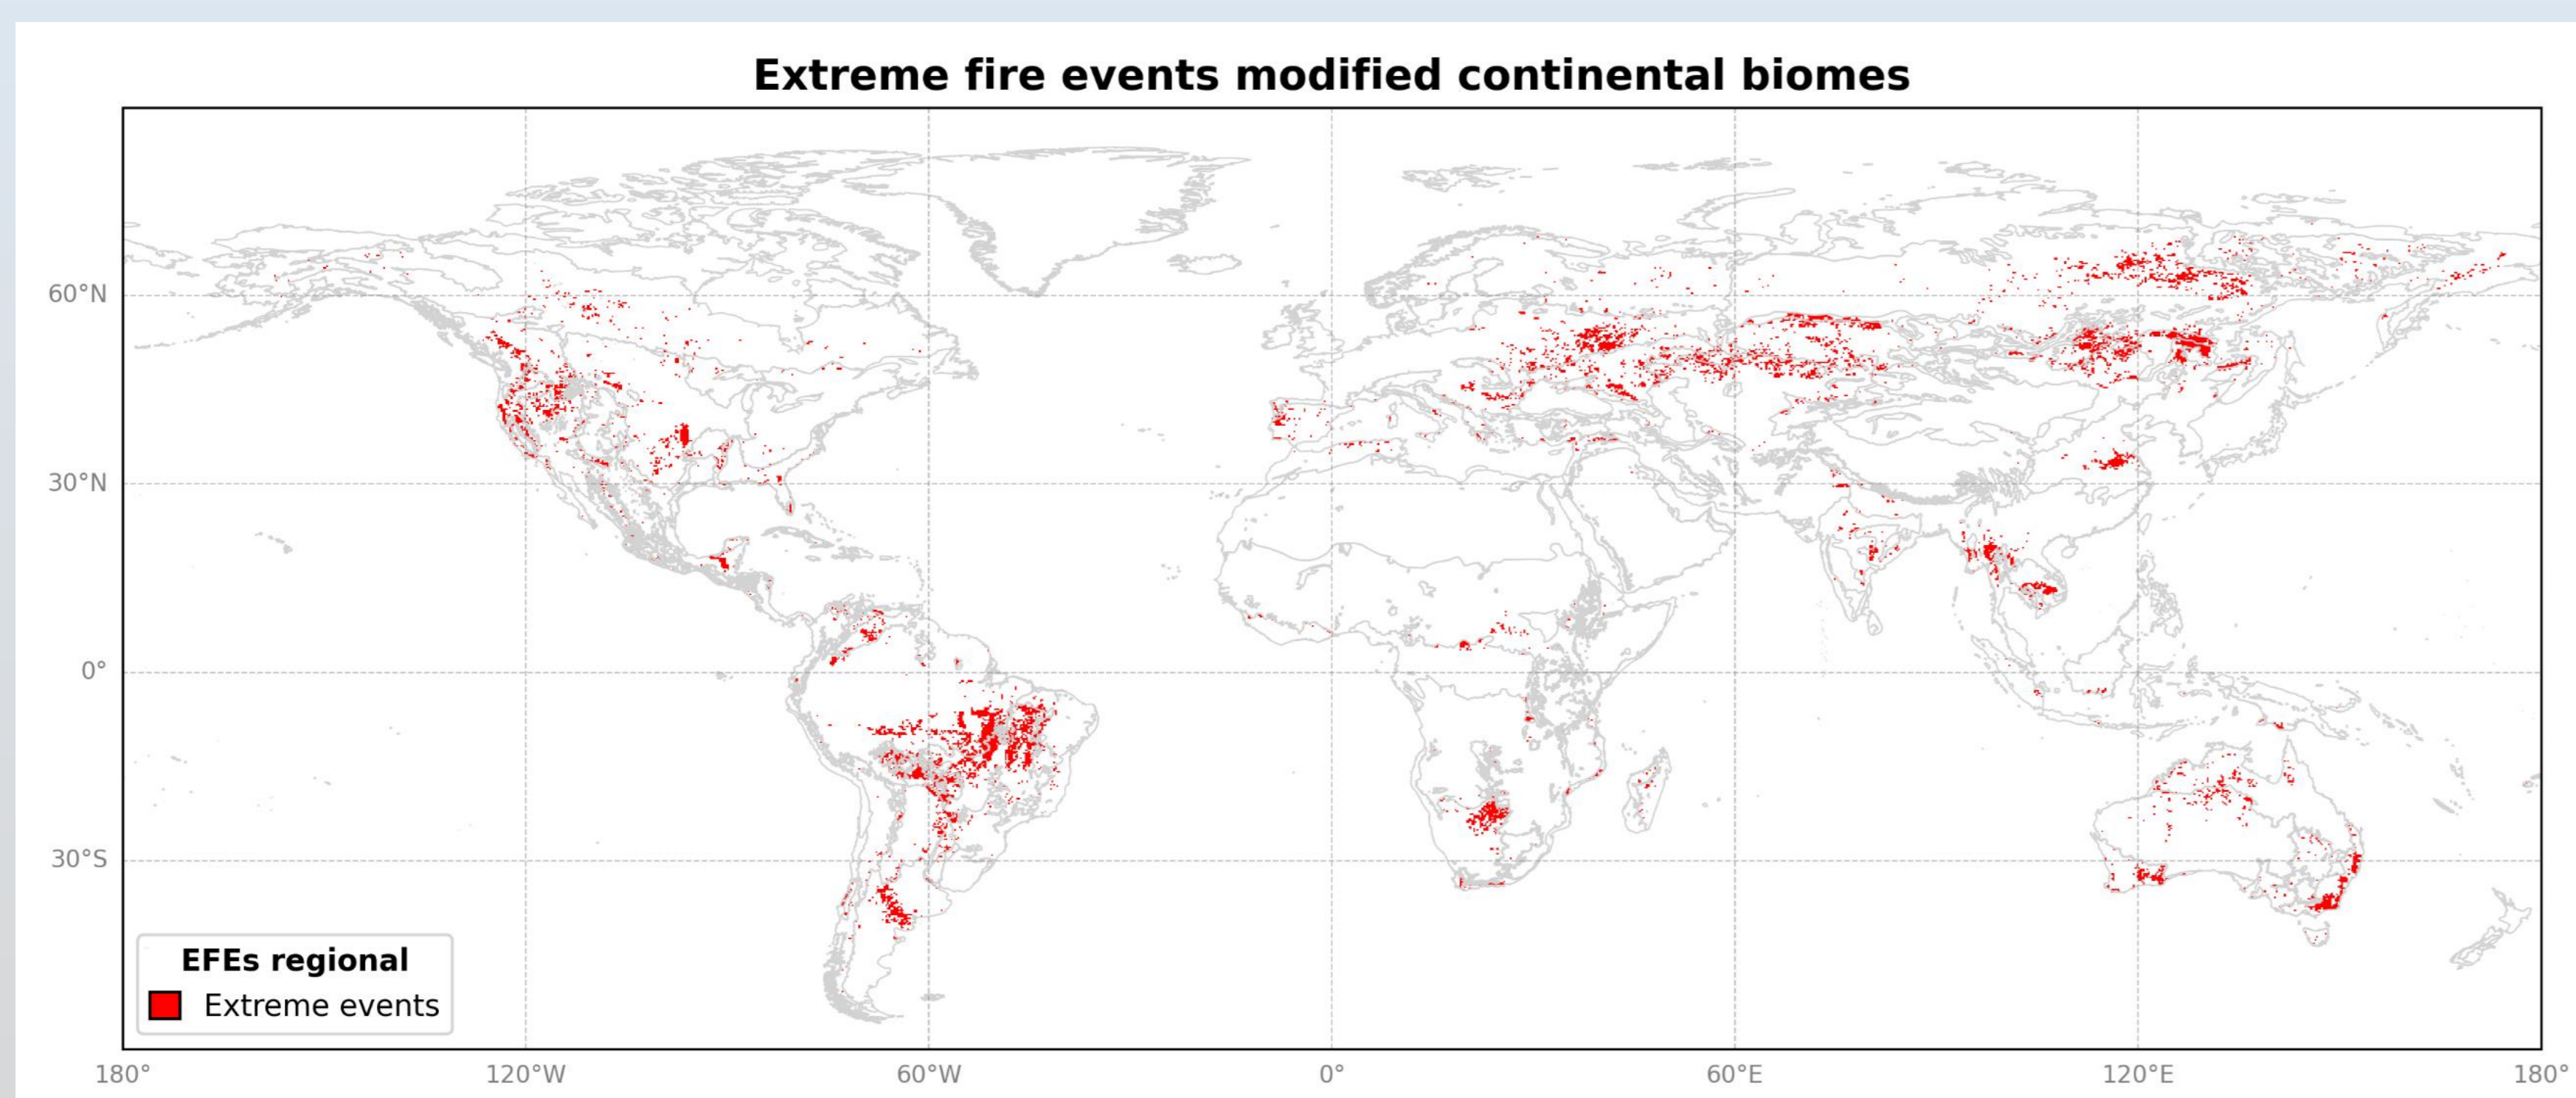 Extreme fire events modified continental biomes
60°N
30°N
0°
30°S
EFEs regional
Extreme events
180° 120°W 60°W 0° 60°E 120°E 180°